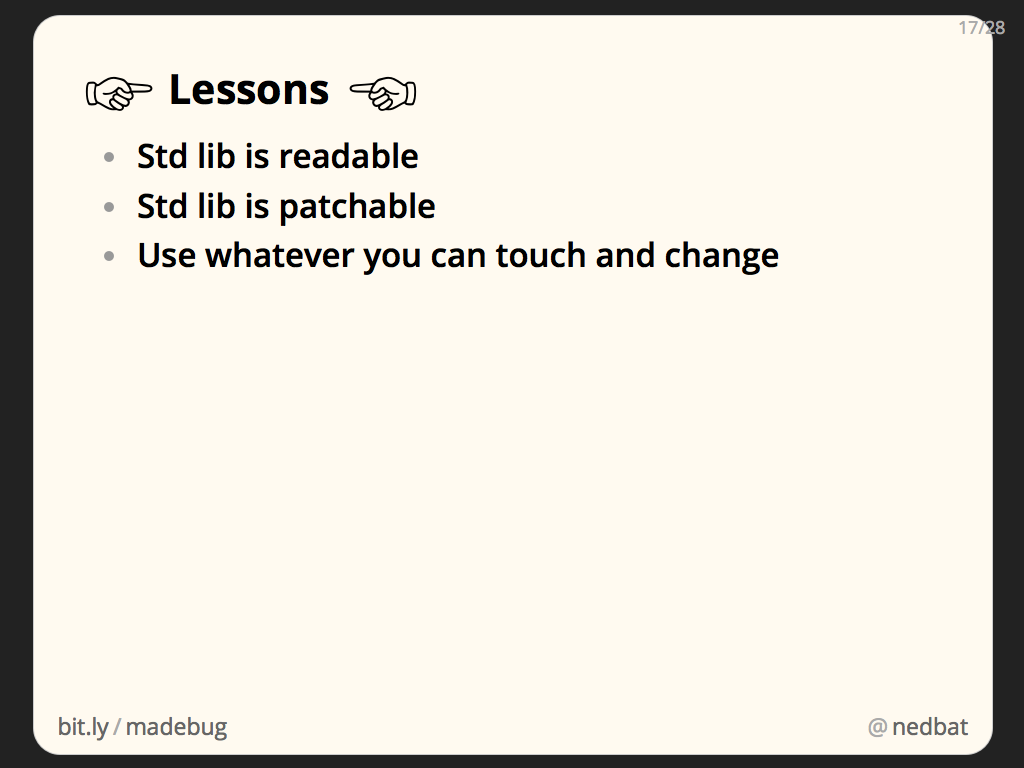 17/28
☞ Lessons ☜
• Std lib is readable
• Std lib is patchable
• Use whatever you can touch and change
bit.ly/madebug
@nedbat